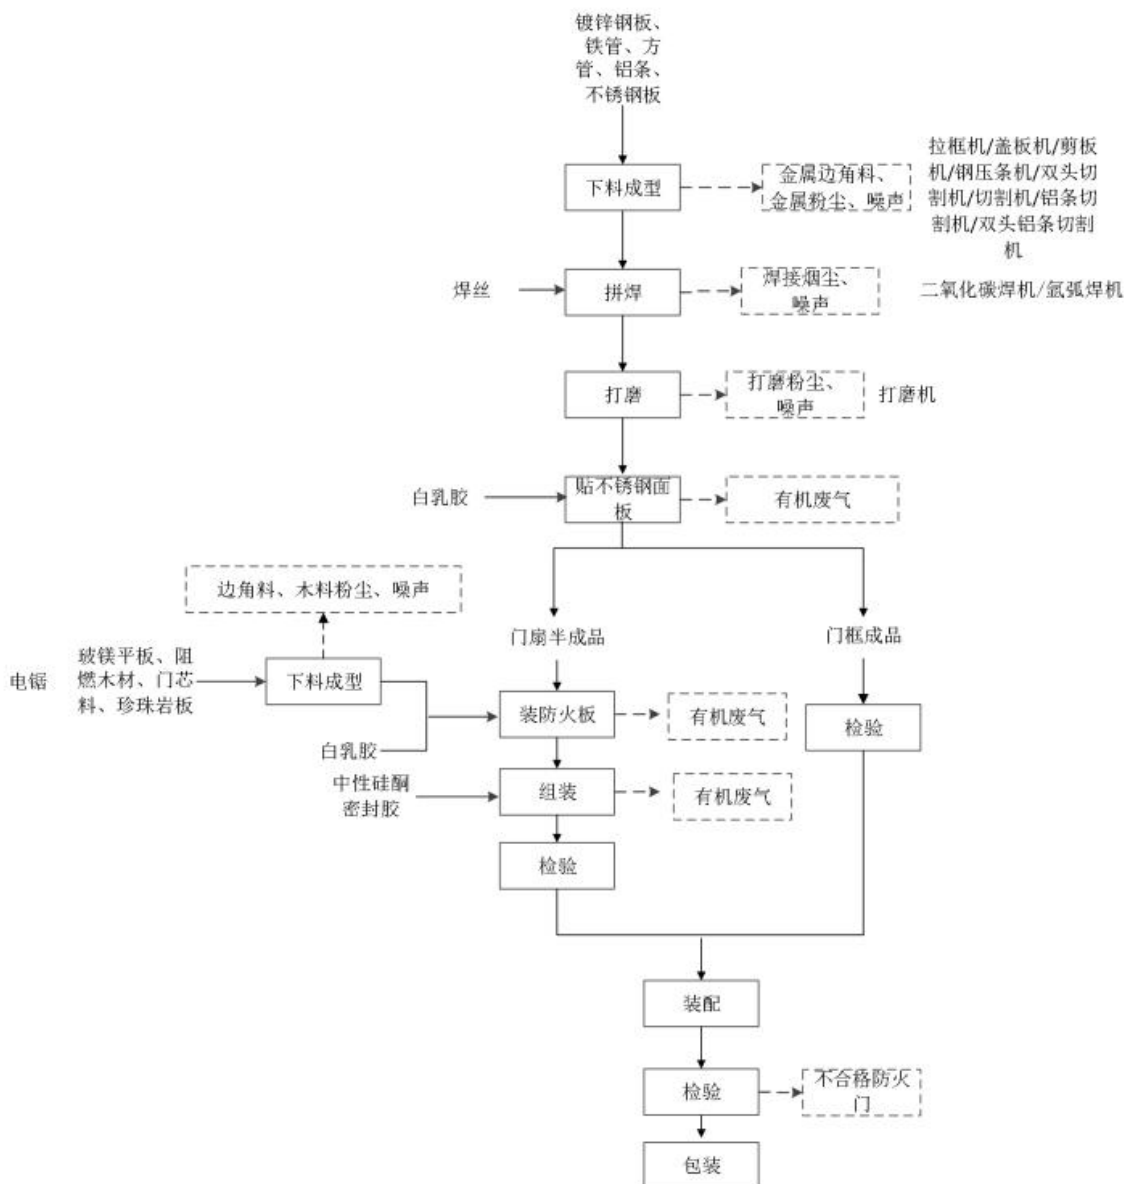 镀锌钢板、
铁管、方
管、铝条、
不锈钢板
下料成型
金属边角料、
金属粉尘、噪声
拉框机/盖板机/剪板
机/钢压条机/双头切
割机/切割机/铝条切
割机/双头铝条切割
机
焊丝
拼焊
焊接烟尘、
噪声
二氧化碳焊机/氩弧焊机
打磨
打磨粉尘、
噪声
打磨机
白乳胶
贴不锈钢面
板
有机废气
边角料、木料粉尘、噪声
门扇半成品
门框成品
电锯
玻镁平板、阻
燃木材、门芯
料、珍珠岩板
下料成型
装防火板
有机废气
检验
白乳胶
中性硅酮
密封胶
组装
有机废气
检验
装配
检验
不合格防火
门
包装